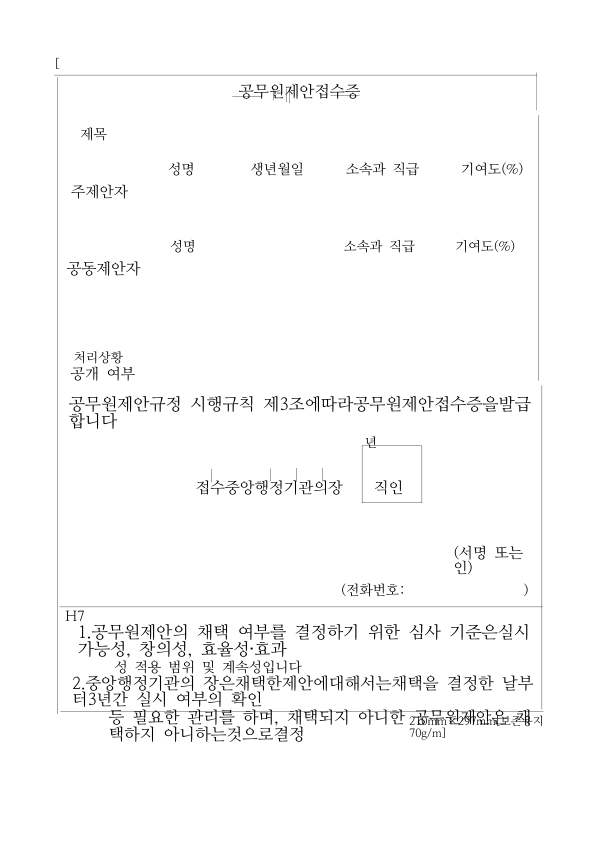 [
공무원제안접수증
제목
성명 생년월일 소속과 직급 기여도(%)
주제안자
성명 소속과 직급 기여도(%)
공동제안자
처리상황
공개 여부
공무원제안규정 시행규칙 제3조에따라공무원제안접수증을발급
합니다
년
접수중앙행정기관의장 직인
(서명 또는
인)
(전화번호: )
H7
1.공무원제안의 채택 여부를 결정하기 위한 심사 기준은실시
가능성, 창의성, 효율성·효과
성 적용 범위 및 계속성입니다
2.중앙행정기관의 장은채택한제안에대해서는채택을 결정한 날부
터3년간 실시 여부의 확인
등 필요한 관리를 하며, 채택되지 아니한 공무원제안은 채
택하지 아니하는것으로결정
210mm×297mm[보존용지
70g/m]